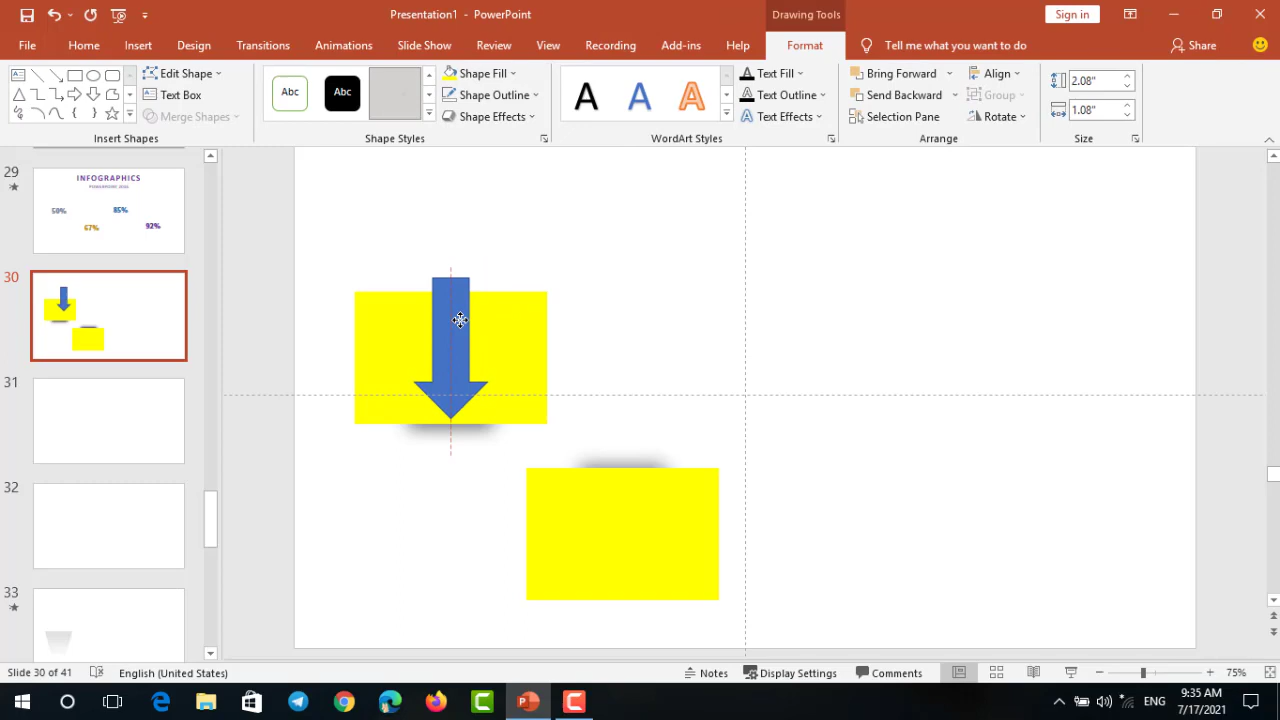 Presentation1 - PowerPoint
Drawing Tools
Sign in
File
Home
Insert
Design
Transitions
Animations
Slide Show
Review
View
Recording
Add-ins
Help
Format
Tell me what you want to do
Share
Edit Shape
Text Box
Merge Shapes
Insert Shapes
Abc
Abc
Shape Fill
Shape Outline
Shape Effects
Shape Styles
A
A
A
Text Fill
Text Outline
Text Effects
WordArt Styles
Bring Forward
Send Backward
Selection Pane
Align
Group
Rotate
Arrange
2.08"
1.08"
Size
29
INFOGRAPHICS
50%
85%
67%
92%
30
31
32
33
Slide 30 of 41
English (United States)
Notes
Display Settings
Comments
75%
ENG
9:35 AM
7/17/2021